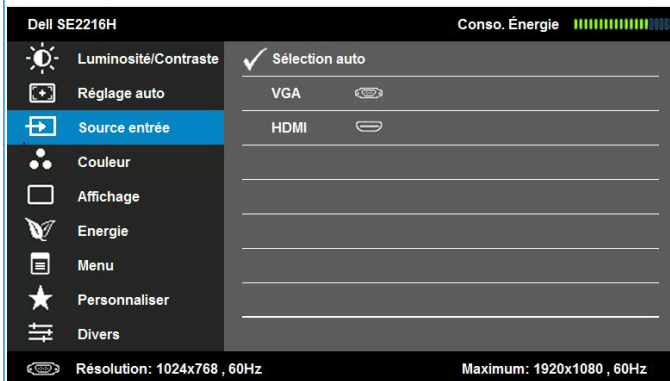 Dell SE2216H Conso. Énergie
Luminosité/Contraste Sélection auto
Réglage auto VGA
Source entrée HDMI
Couleur
Affichage
Energie
Menu
Personnaliser
Divers
Résolution: 1024x768 , 60Hz Maximum: 1920x1080 , 60Hz